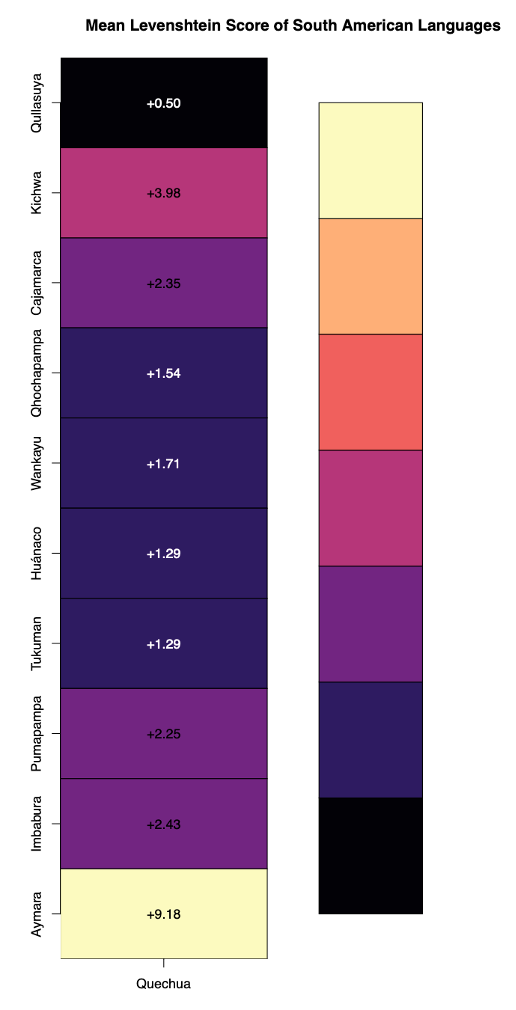 Mean Levenshtein Score of South American Languages
Qullasuya
+0.50
Kichwa
+3.98
Cajamarca
+2.35
Qhochapampa
+1.54
Wankayu
+1.71
Huánaco
+1.29
Tukuman
+1.29
Pumapampa
+2.25
Imbabura
+2.43
Aymara
+9.18
Quechua